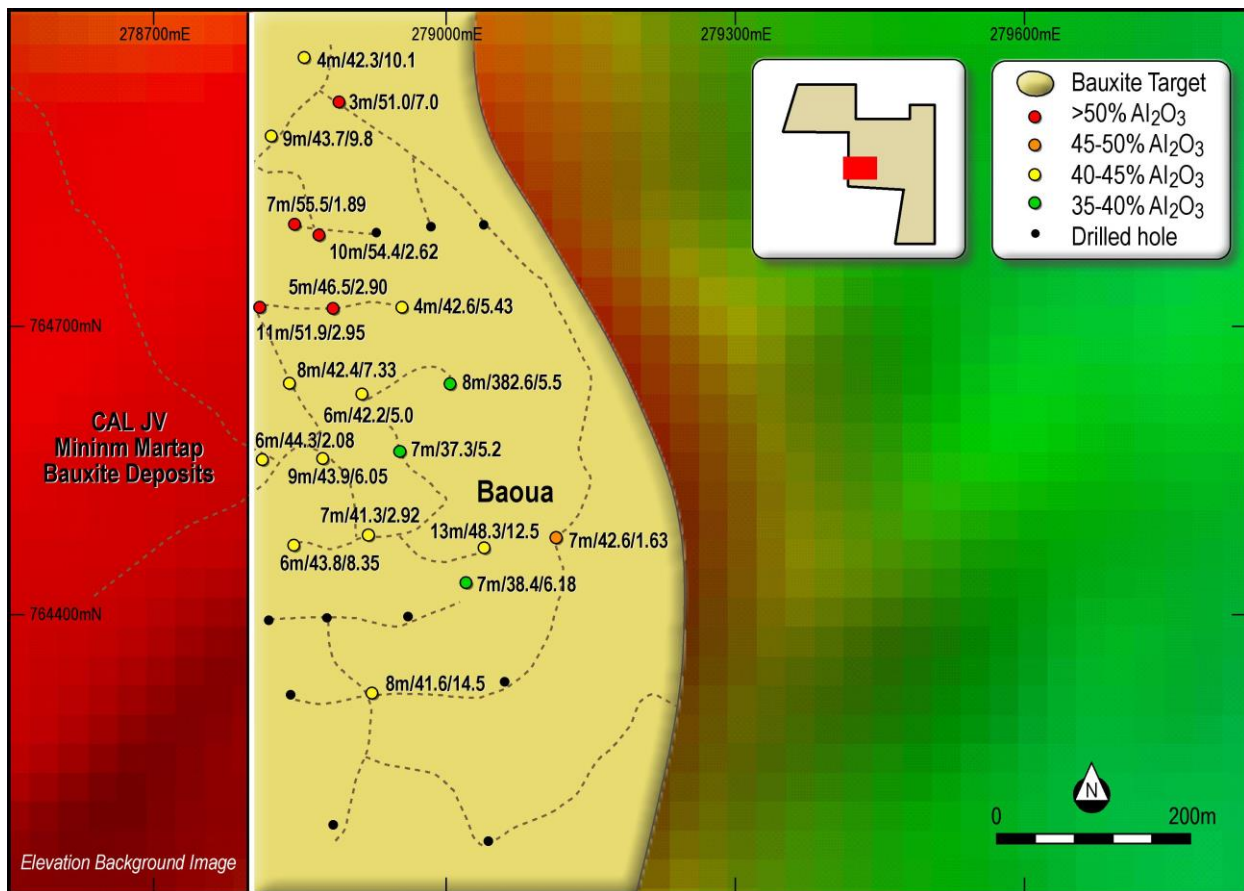 278700mE
279000mE
279300mE
279600mE
4m/42.3/10.1
3m/51.0/7.0
9m/43.7/9.8
7m/55.5/1.89
10m/54.4/2.62
5m/46.5/2.90
4m/42.6/5.43
764700mN
11m/51.9/2.95
8m/42.4/7.33
8m/382.6/5.5
6m/42.2/5.0
CAL JV
Mininm Martap
Bauxite Deposits
6m/44.3/2.08
7m/37.3/5.2
9m/43.9/6.05
Baoua
7m/41.3/2.92
13m/48.3/12.5
7m/42.6/1.63
6m/43.8/8.35
7m/38.4/6.18
764400mN
8m/41.6/14.5
Elevation Background Image
Bauxite Target
>50% Al₂O₃
45-50% Al₂O₃
40-45% Al₂O₃
35-40% Al₂O₃
Drilled hole
N
0 200m